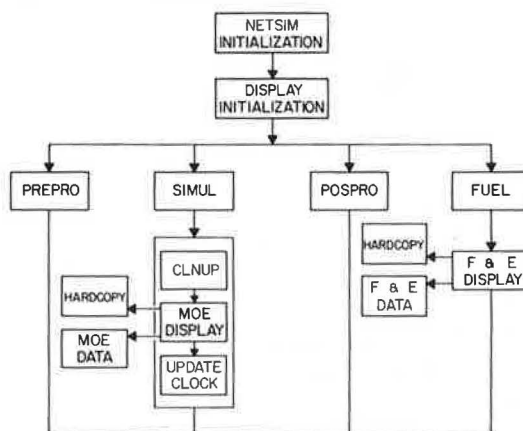 NETSIM
INITIALIZATION
DISPLAY
INITIALIZATION
PREPRO
SIMUL
POSPRO
FUEL
HARDCOPY
F & E
DISPLAY
F & E
DATA
CLNUP
HARDCOPY
MOE
DISPLAY
MOE
DATA
UPDATE
CLOCK